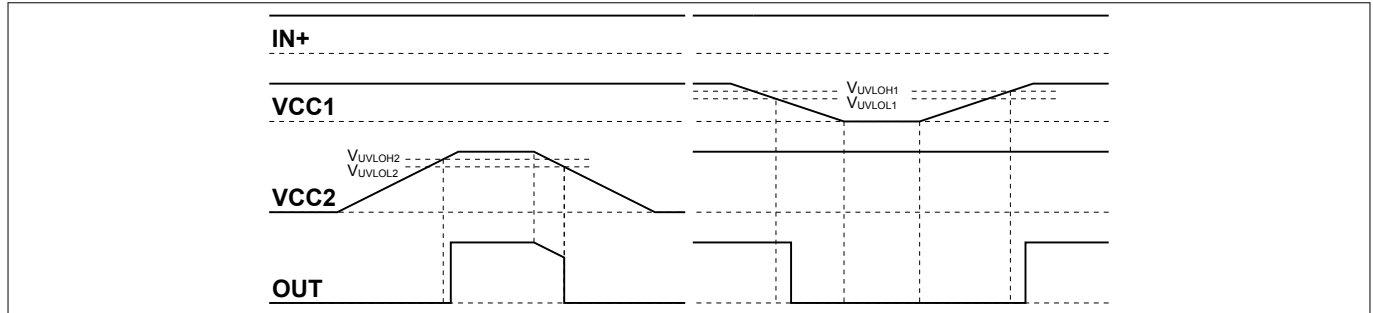 IN+
VCC1
VUVLOH1
VUVLOL1
VUVLOH2
VUVLOL2
VCC2
OUT